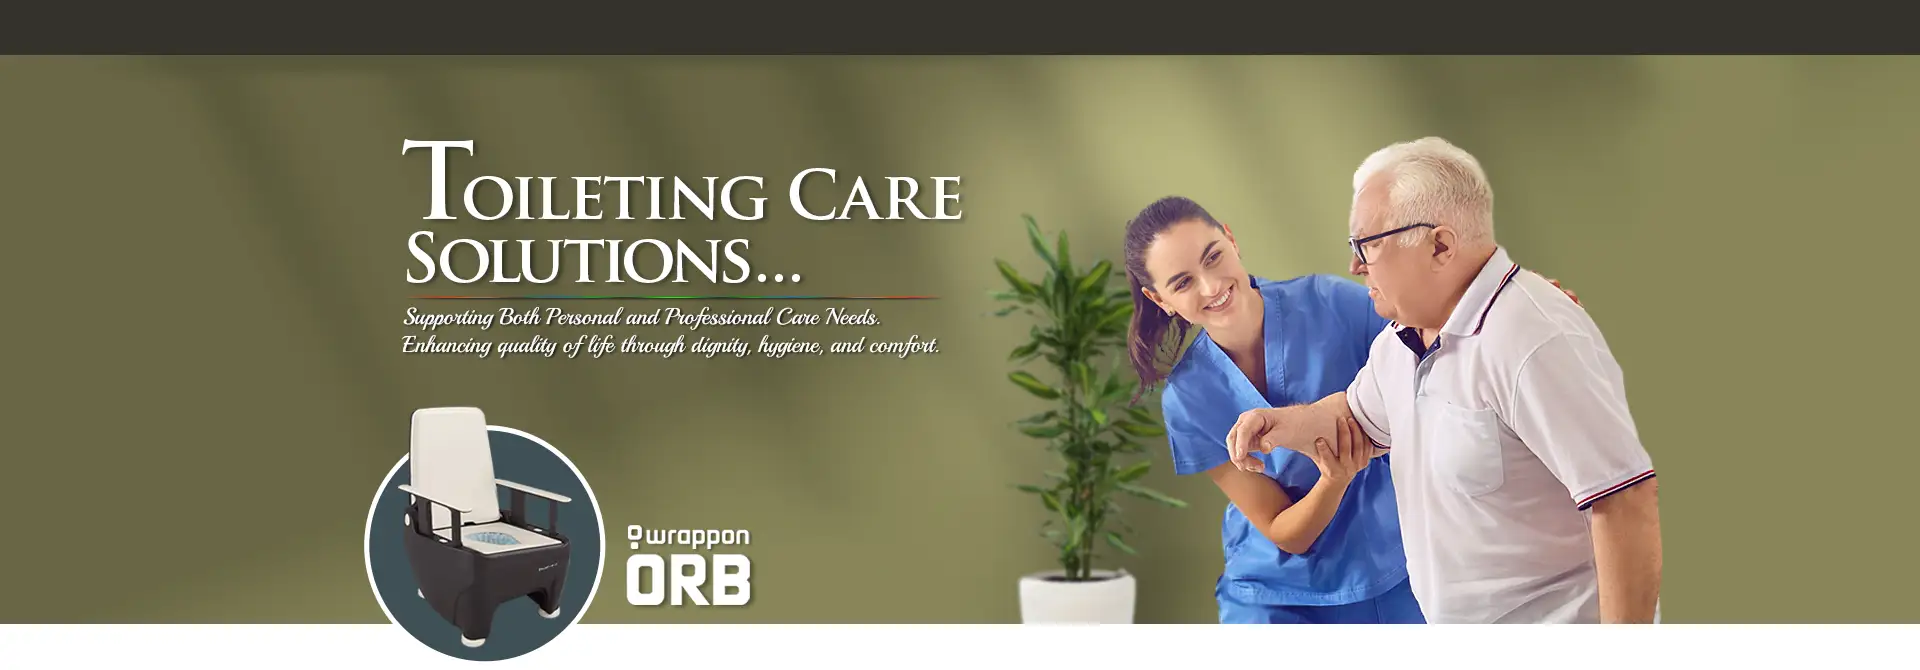 Toileting Care
Solutions...
Supporting Both Personal and Professional Care Needs.
Enhancing quality of life through dignity, hygiene, and comfort.
wrappon
ORB